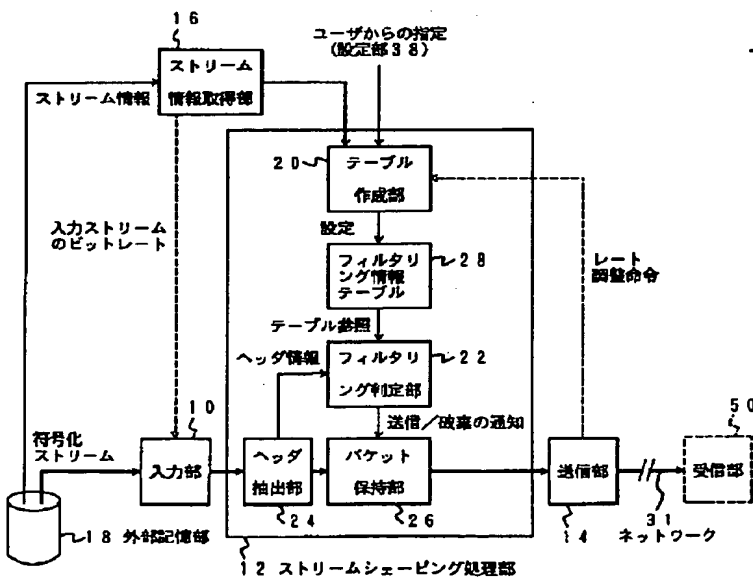 16
ストリーム
情報取得部
ストリーム情報
ユーザからの指定
(設定部38)
20
テーブル
作成部
入力ストリーム
のビットレート
設定
フィルタリ
ング情報
テーブル
28
レート
調整命令
テーブル参照
ヘッダ情報
フィルタリ
ング判定部
22
送信/破棄の通知
符号化
ストリーム
10
入力部
ヘッダ
抽出部
24
パケット
保持部
26
送信部
14
31
ネットワーク
50
受信部
18 外部記憶部
12 ストリームシェーピング処理部